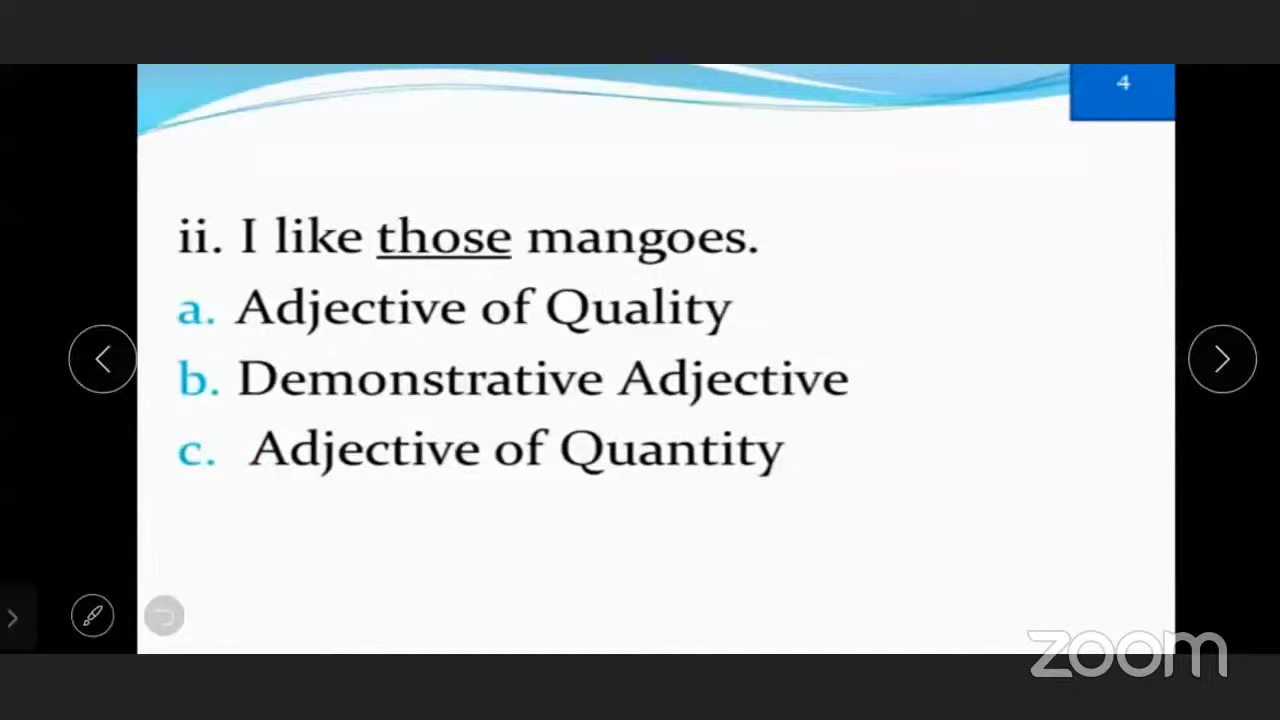 4
ii. I like those mangoes.
a. Adjective of Quality
b. Demonstrative Adjective
c. Adjective of Quantity
zoom